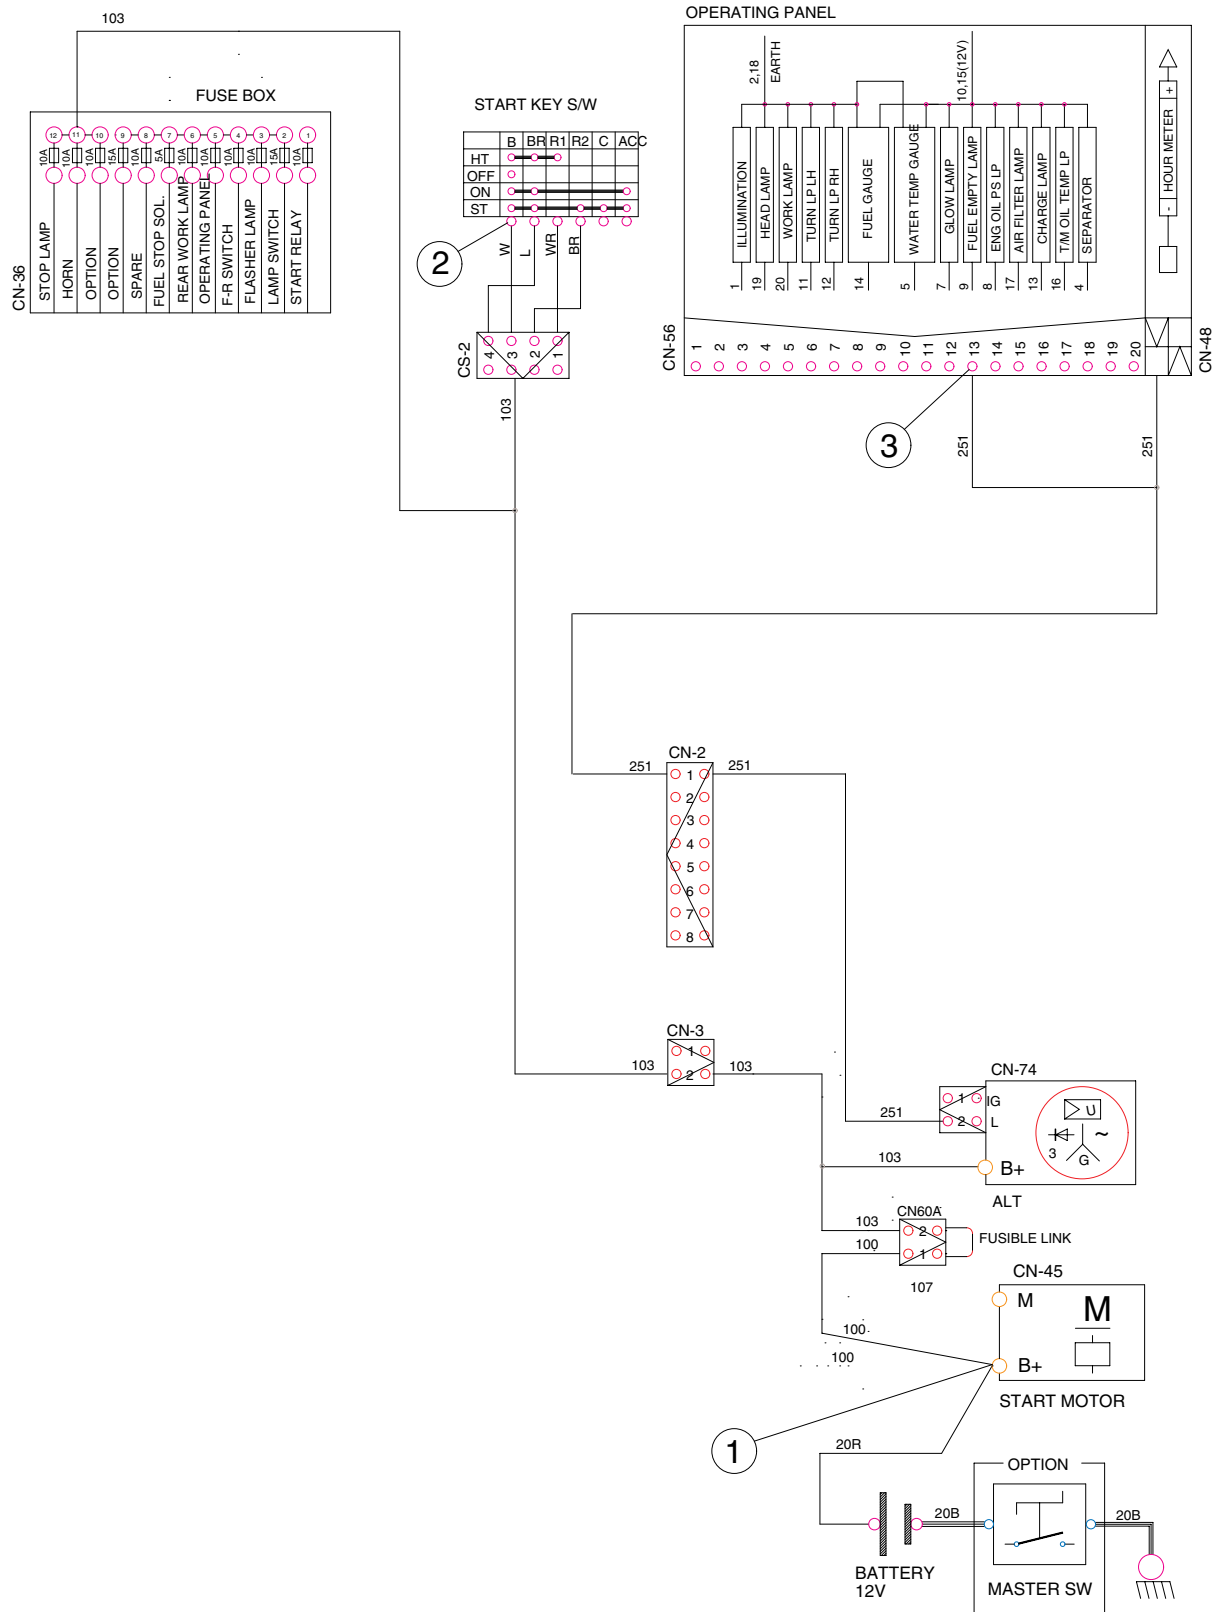 103
OPERATING PANEL
FUSE BOX
12 11 10 9 8 7 6 5 4 3 2 1
10A 10A 10A 15A 10A 5A 10A 10A 10A 10A 15A 10A
STOP LAMP
HORN
OPTION
OPTION
SPARE
FUEL STOP SOL.
REAR WORK LAMP
OPERATING PANEL
F-R SWITCH
FLASHER LAMP
LAMP SWITCH
START RELAY
CN-36
START KEY S/W
B BR R1 R2 C ACC
HT
OFF
ON
ST
2
W L WR BR
CS-2
4 3 2 1
103
2,18
EARTH
10,15(12V)
ILLUMINATION
HEAD LAMP
WORK LAMP
TURN LP LH
TURN LP RH
FUEL GAUGE
WATER TEMP GAUGE
GLOW LAMP
FUEL EMPTY LAMP
ENG OIL PS LP
AIR FILTER LAMP
CHARGE LAMP
T/M OIL TEMP LP
SEPARATOR
1 19 20 11 12 14 5 7 9 8 17 13 16 4
- HOUR METER +
CN-56
1 2 3 4 5 6 7 8 9 10 11 12 13 14 15 16 17 18 19 20
CN-48
3
251
251
CN-2
251 251
1
2
3
4
5
6
7
8
CN-3
1
103 2 103
CN-74
1 IG
251 2 L
U
3 ~
G
103
B+
ALT
CN60A
103 2
FUSIBLE LINK
100 1
107
CN-45
M M
100
100
B+
START MOTOR
1
20R
OPTION
20B 20B
BATTERY
12V
MASTER SW